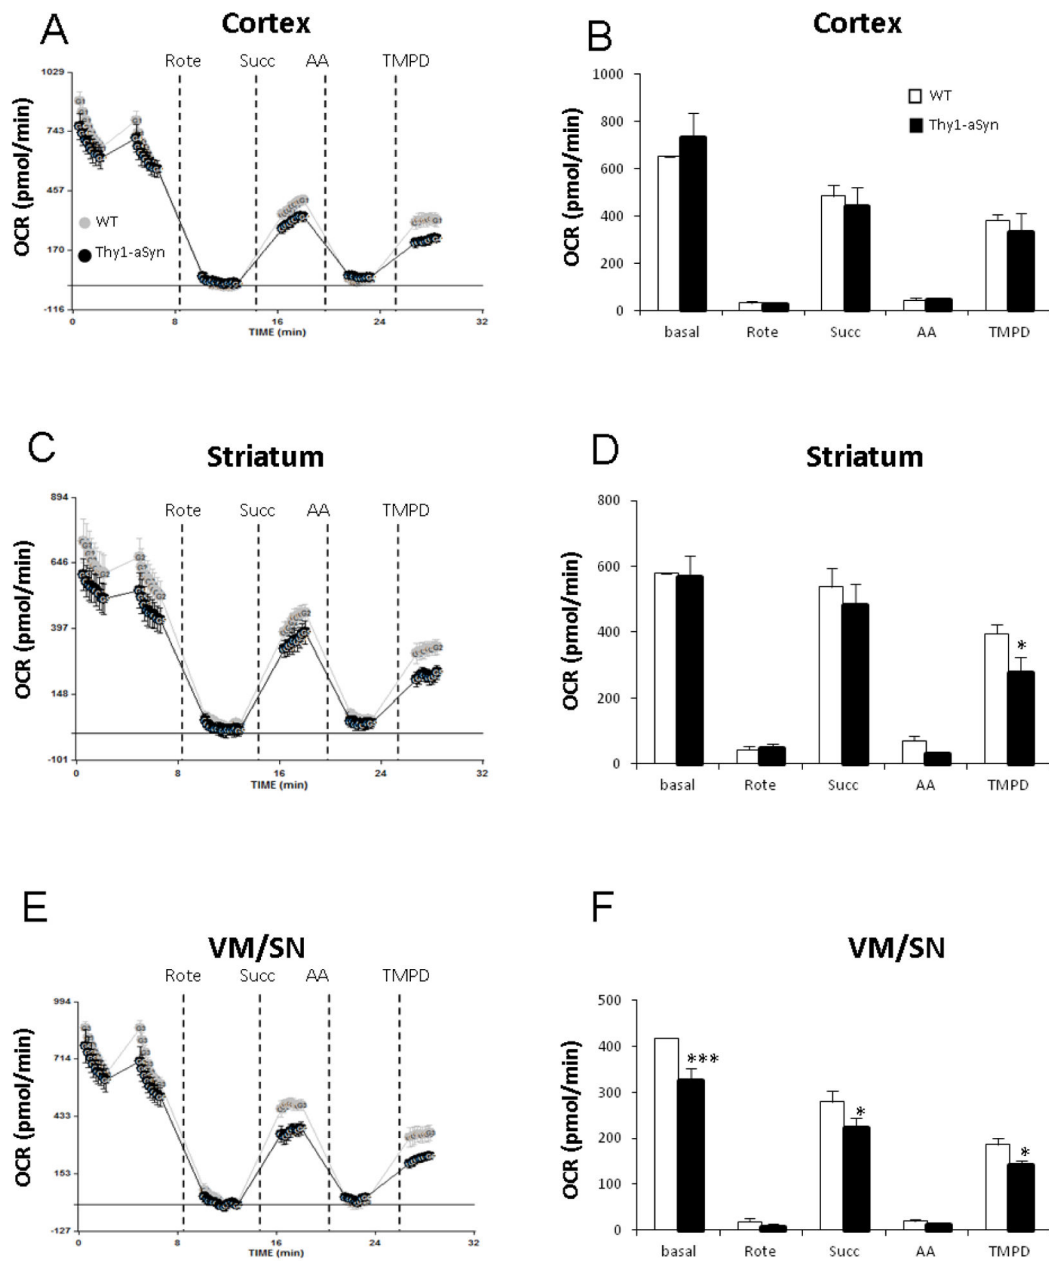 A
Cortex
Rote Succ AA TMPD
OCR (pmol/min)
1029
743
457
170
-116
WT
Thy1-aSyn
0 8 16 24 32
TIME (min)
B
Cortex
OCR (pmol/min)
1000
800
600
400
200
0
WT
Thy1-aSyn
basal Rote Succ AA TMPD
C
Striatum
Rote Succ AA TMPD
OCR (pmol/min)
894
646
397
148
-101
0 8 16 24 32
TIME (min)
D
Striatum
OCR (pmol/min)
800
600
400
200
0
*
basal Rote Succ AA TMPD
E
VM/SN
Rote Succ AA TMPD
OCR (pmol/min)
994
714
433
153
-127
0 8 16 24 32
TIME (min)
F
VM/SN
OCR (pmol/min)
500
400
300
200
100
0
***
*
*
basal Rote Succ AA TMPD